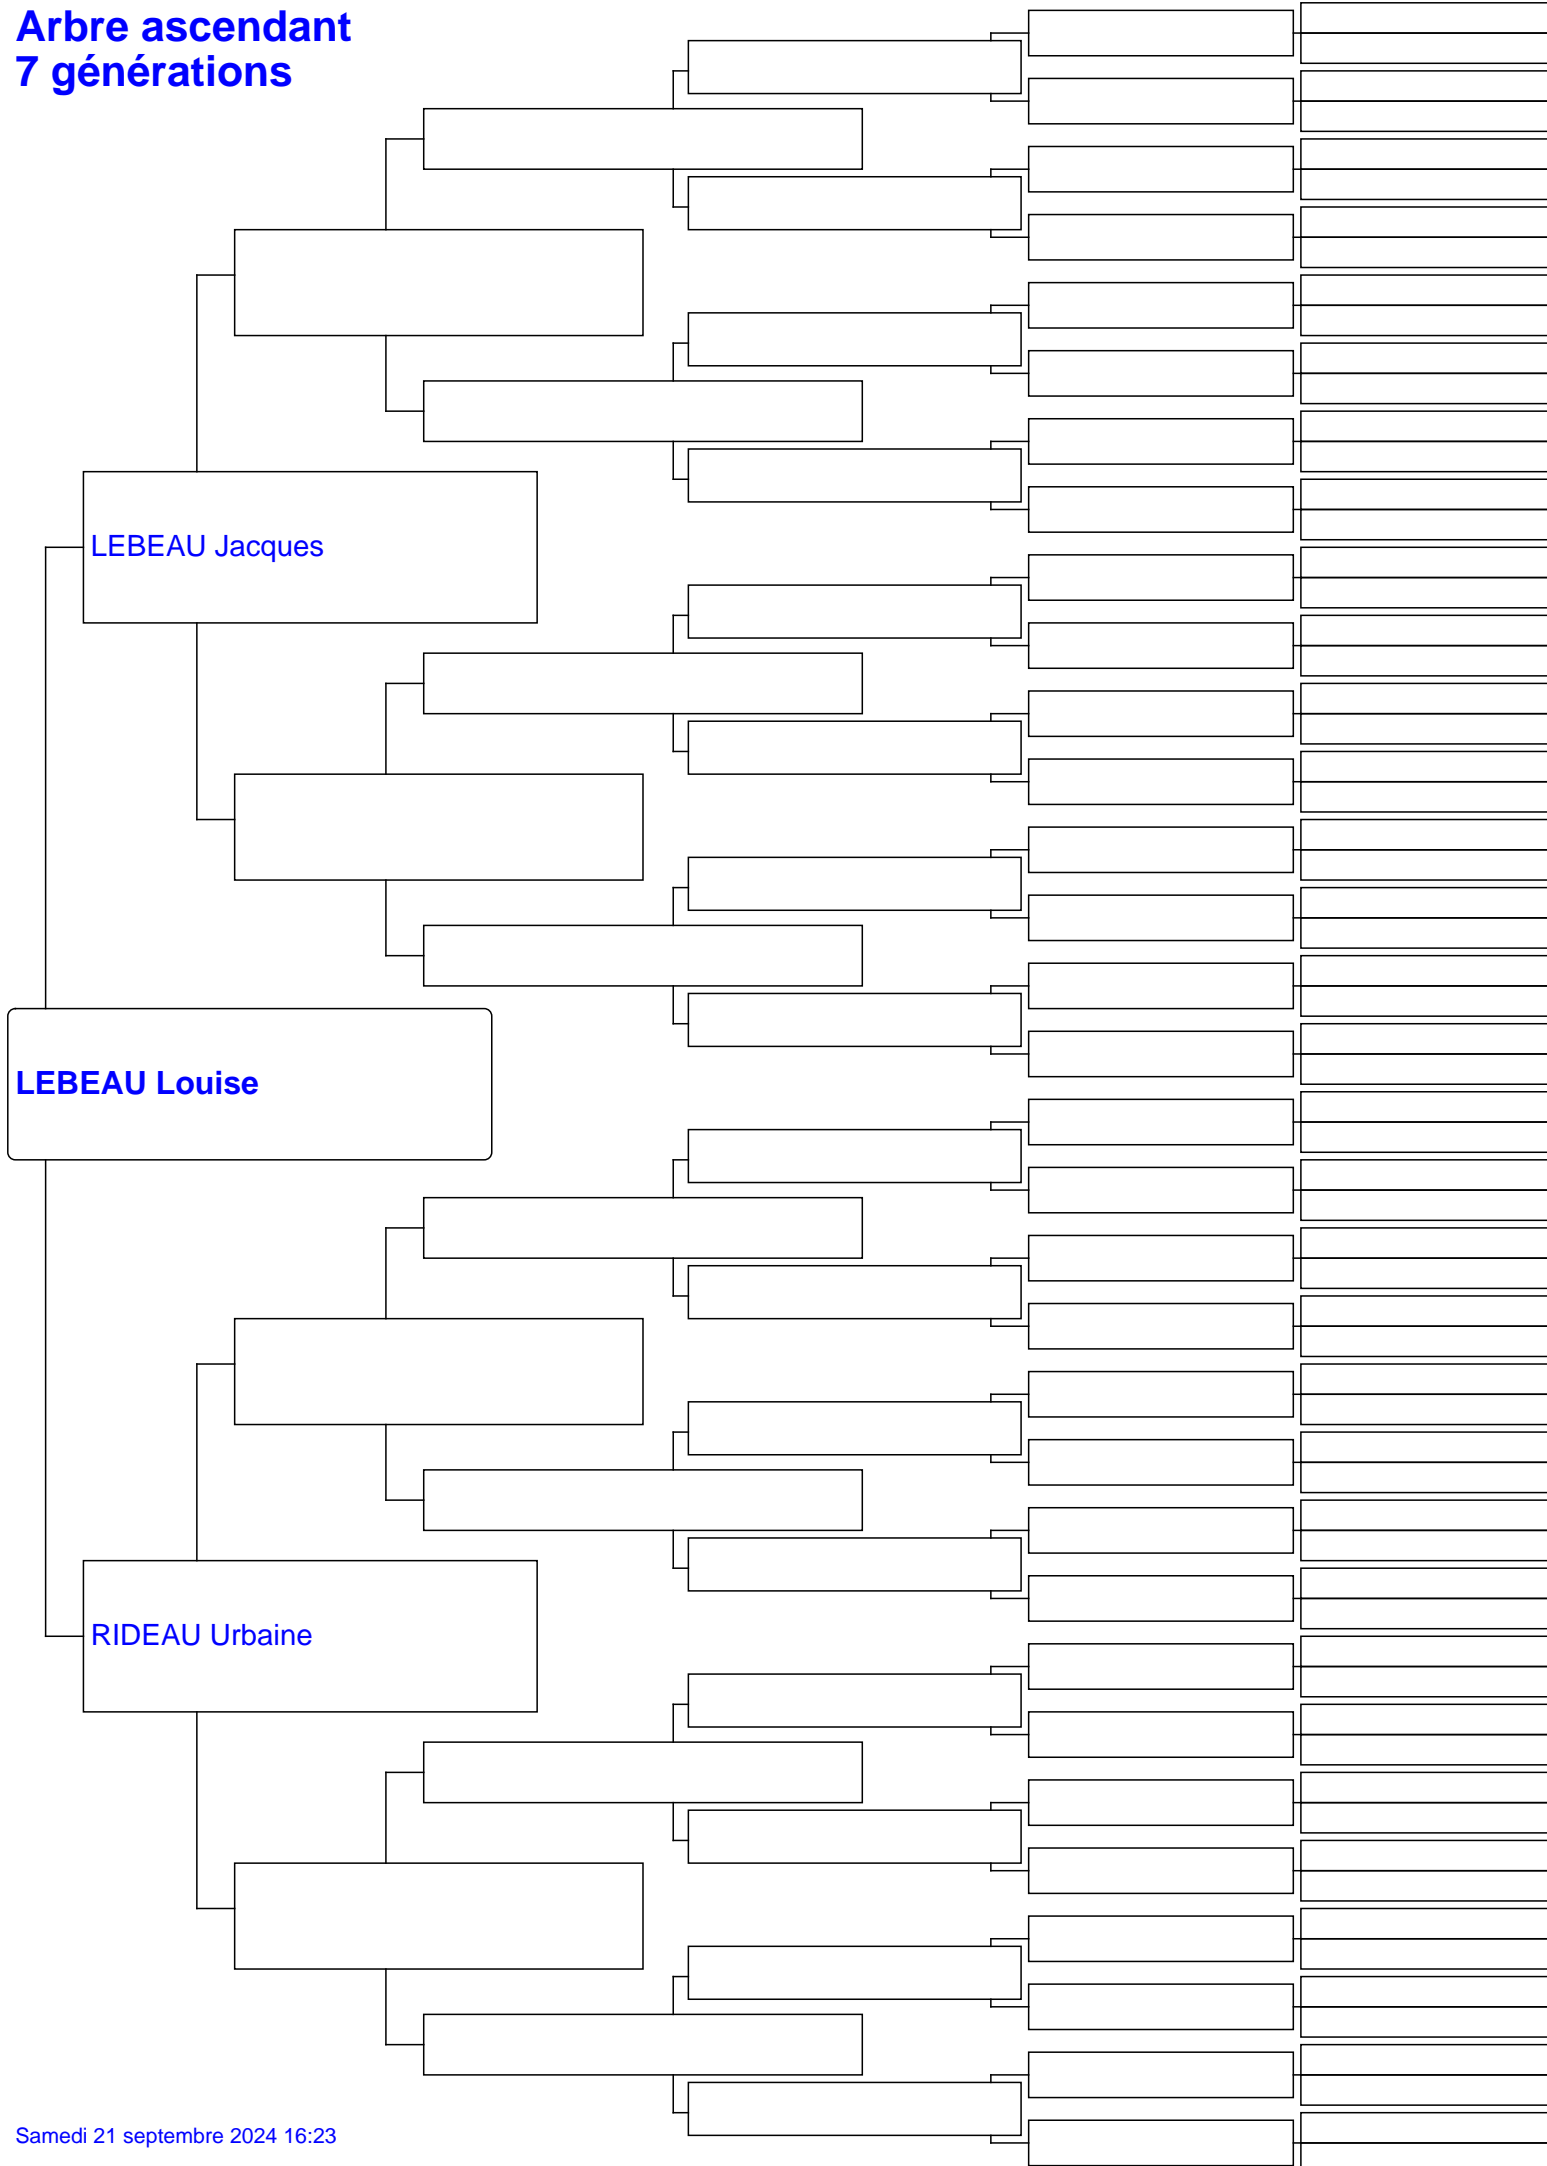 Arbre ascendant
7 générations
LEBEAU Jacques
LEBEAU Louise
RIDEAU Urbaine
Samedi 21 septembre 2024 16:23